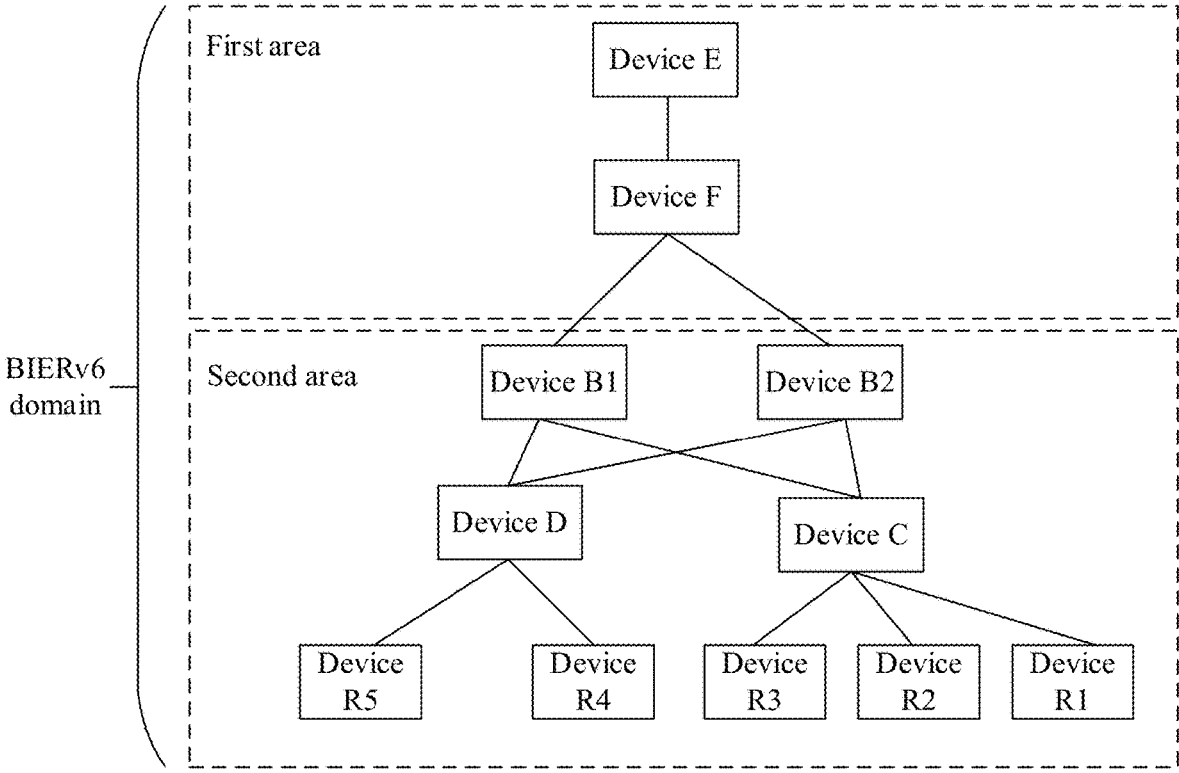 First area
Device E
Device F
BIERv6
domain
Second area
Device B1
Device B2
Device D
Device C
Device
R5
Device
R4
Device
R3
Device
R2
Device
R1